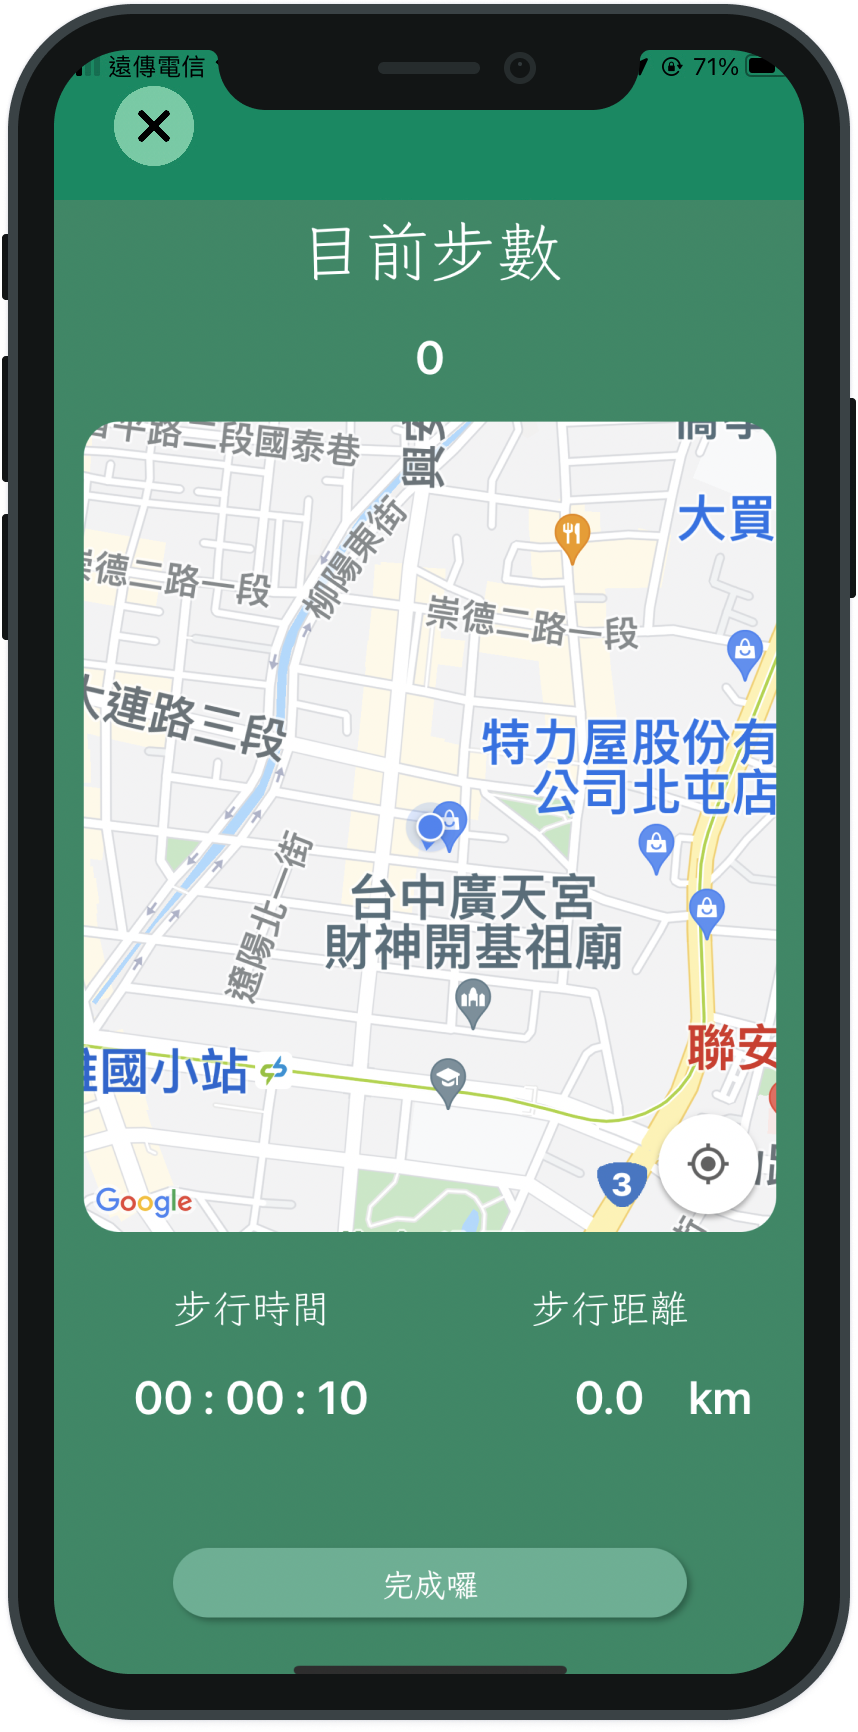 遠傳電信
71%
目前步數
0
平路二段國泰巷
興安
大買
柳陽東街
崇德二路一段
崇德二路一段
大連路三段
特力屋股份有
公司北屯店
遼陽北一街
台中廣天宮
財神開基祖廟
聯安
國小站
3
Google
步行時間
步行距離
00 : 00 : 10
0.0 km
完成囉